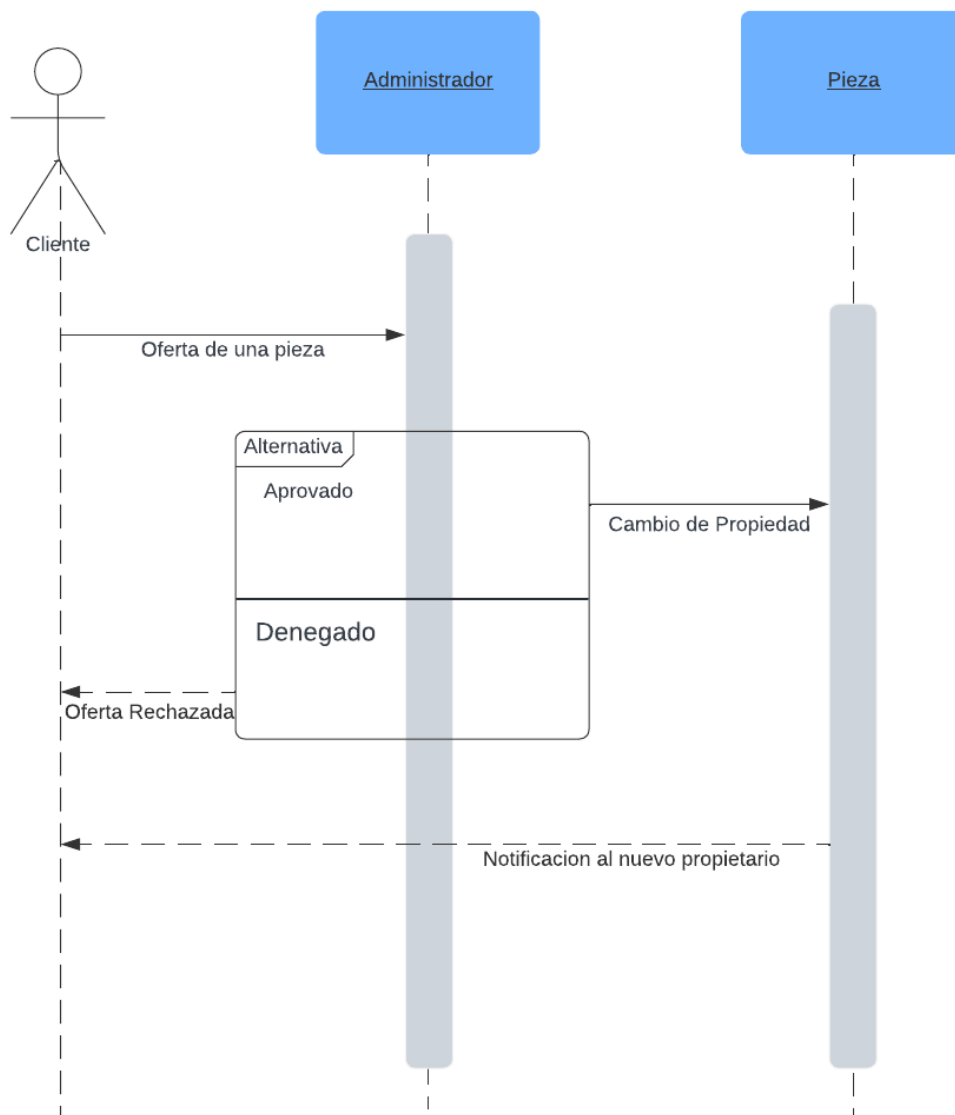 Administrador
Pieza
Cliente
Oferta de una pieza
Alternativa
Aprovado
Cambio de Propiedad
Denegado
Oferta Rechazada
Notificacion al nuevo propietario